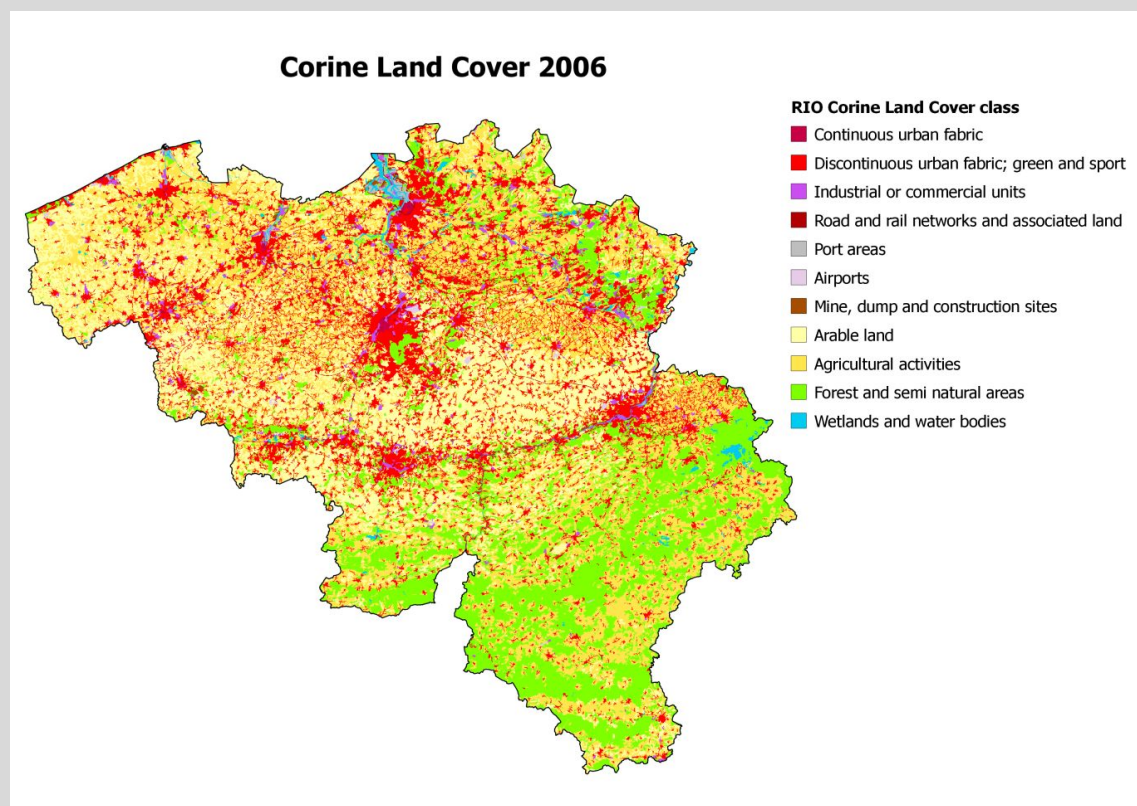 Corine Land Cover 2006
RIO Corine Land Cover class
Continuous urban fabric
Discontinuous urban fabric; green and sport
Industrial or commercial units
Road and rail networks and associated land
Port areas
Airports
Mine, dump and construction sites
Arable land
Agricultural activities
Forest and semi natural areas
Wetlands and water bodies